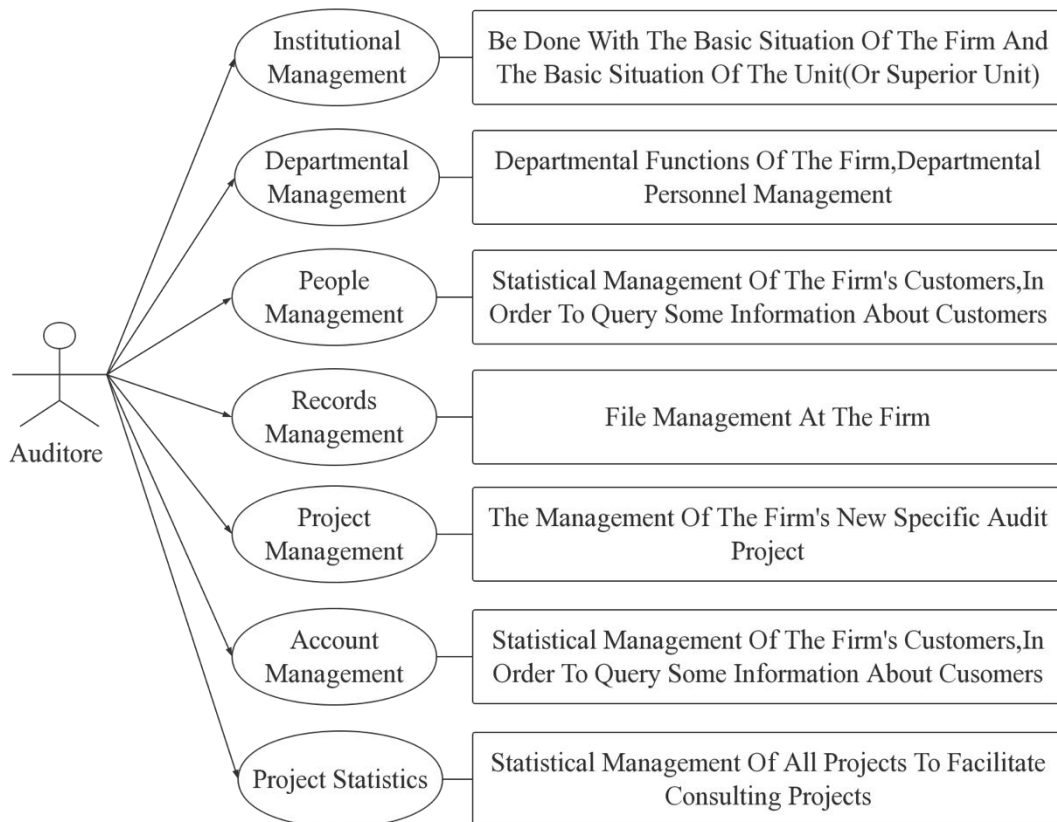 Institutional
Management
Be Done With The Basic Situation Of The Firm And
The Basic Situation Of The Unit(Or Superior Unit)
Departmental
Management
Departmental Functions Of The Firm,Departmental
Personnel Management
People
Management
Statistical Management Of The Firm's Customers,In
Order To Query Some Information About Customers
Auditore
Records
Management
File Management At The Firm
Project
Management
The Management Of The Firm's New Specific Audit
Project
Account
Management
Statistical Management Of The Firm's Customers,In
Order To Query Some Information About Cusomers
Project Statistics
Statistical Management Of All Projects To Facilitate
Consulting Projects